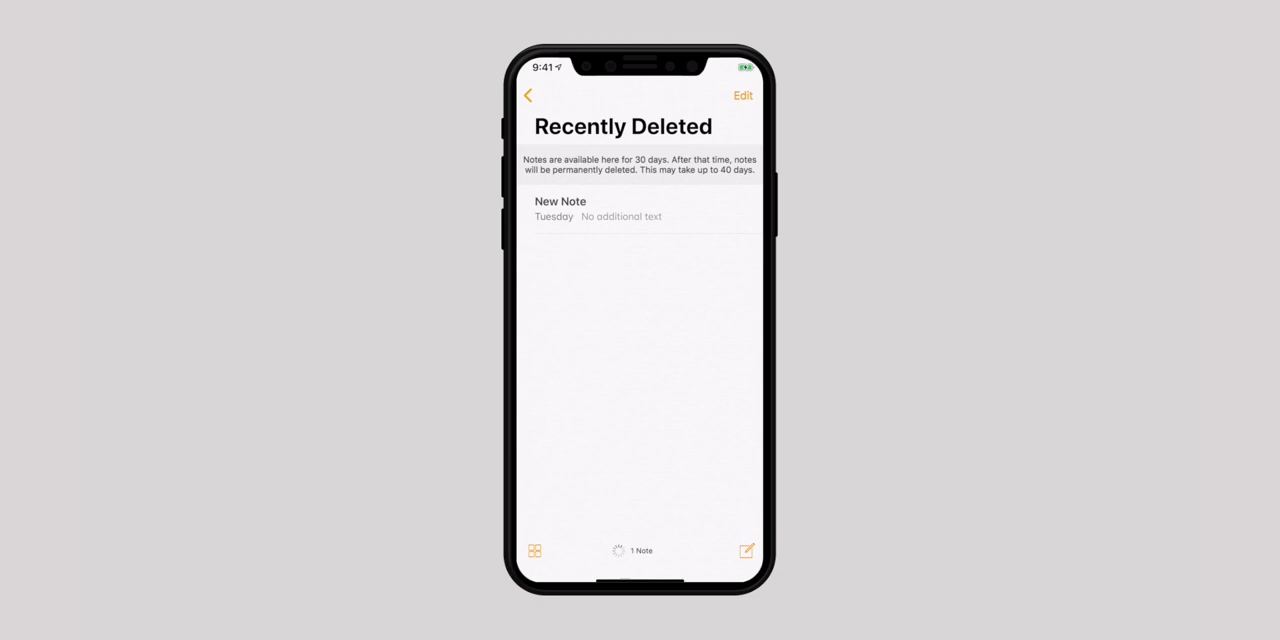 9:41
Edit
Recently Deleted
Notes are available here for 30 days. After that time, notes
will be permanently deleted. This may take up to 40 days.
New Note
Tuesday No additional text
1 Note